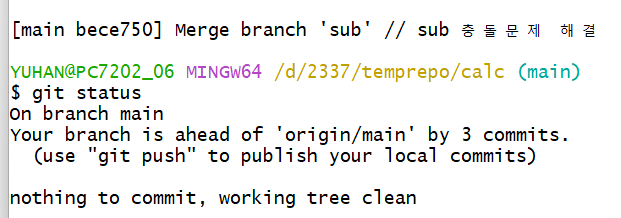 [main bece750] Merge branch 'sub' // sub 충돌문제 해결
YUHAN@PC7202_06 MINGW64 /d/2337/temprepo/calc (main)
$ git status
On branch main
Your branch is ahead of 'origin/main' by 3 commits.
(use "git push" to publish your local commits)
nothing to commit, working tree clean